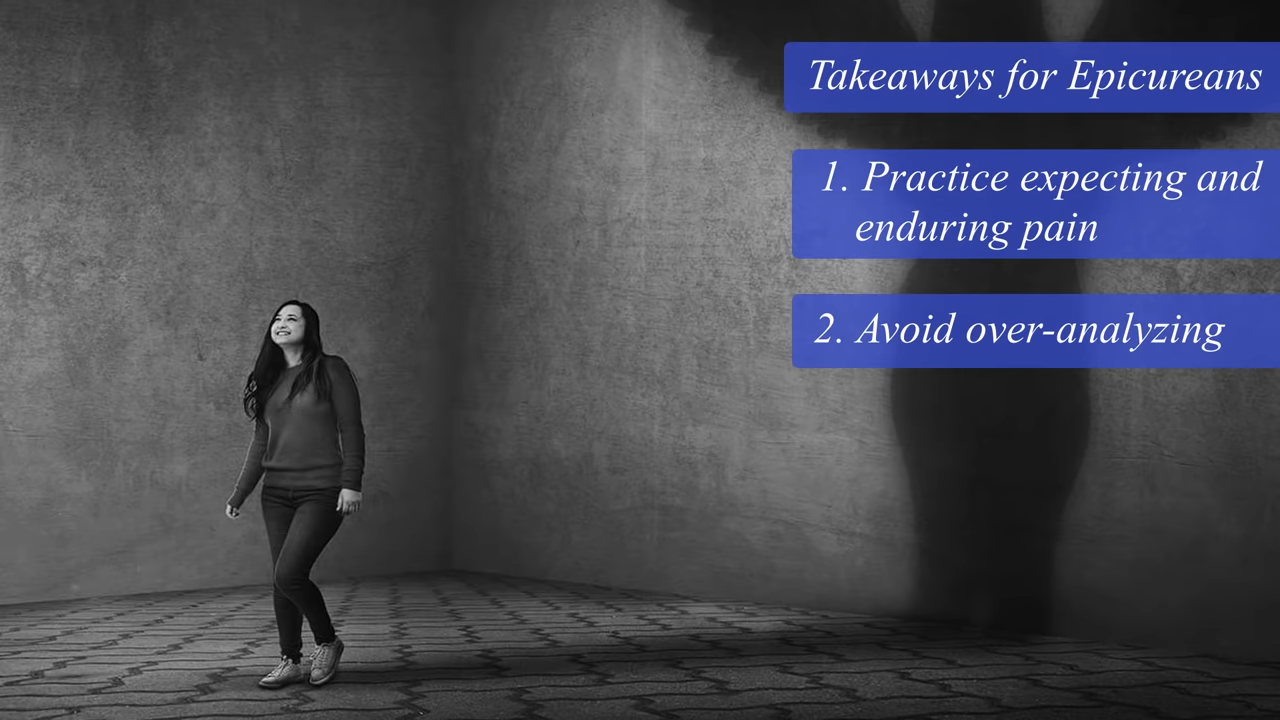 Takeaways for Epicureans
1. Practice expecting and
enduring pain
2. Avoid over-analyzing